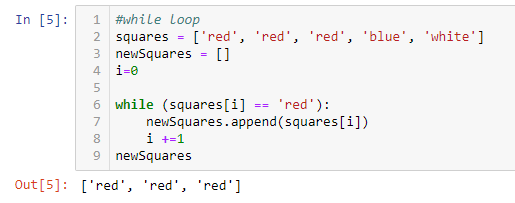 In [5]:
1 #while loop
2 squares = ['red', 'red', 'red', 'blue', 'white']
3 newSquares = []
4 i=0
5
6 while (squares[i] == 'red'):
7     newSquares.append(squares[i])
8     i +=1
9 newSquares
Out[5]: ['red', 'red', 'red']